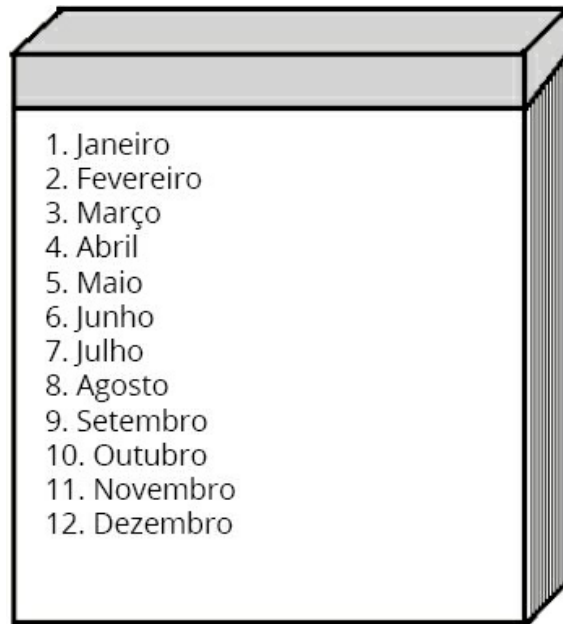 1. Janeiro
2. Fevereiro
3. Março
4. Abril
5. Maio
6. Junho
7. Julho
8. Agosto
9. Setembro
10. Outubro
11. Novembro
12. Dezembro